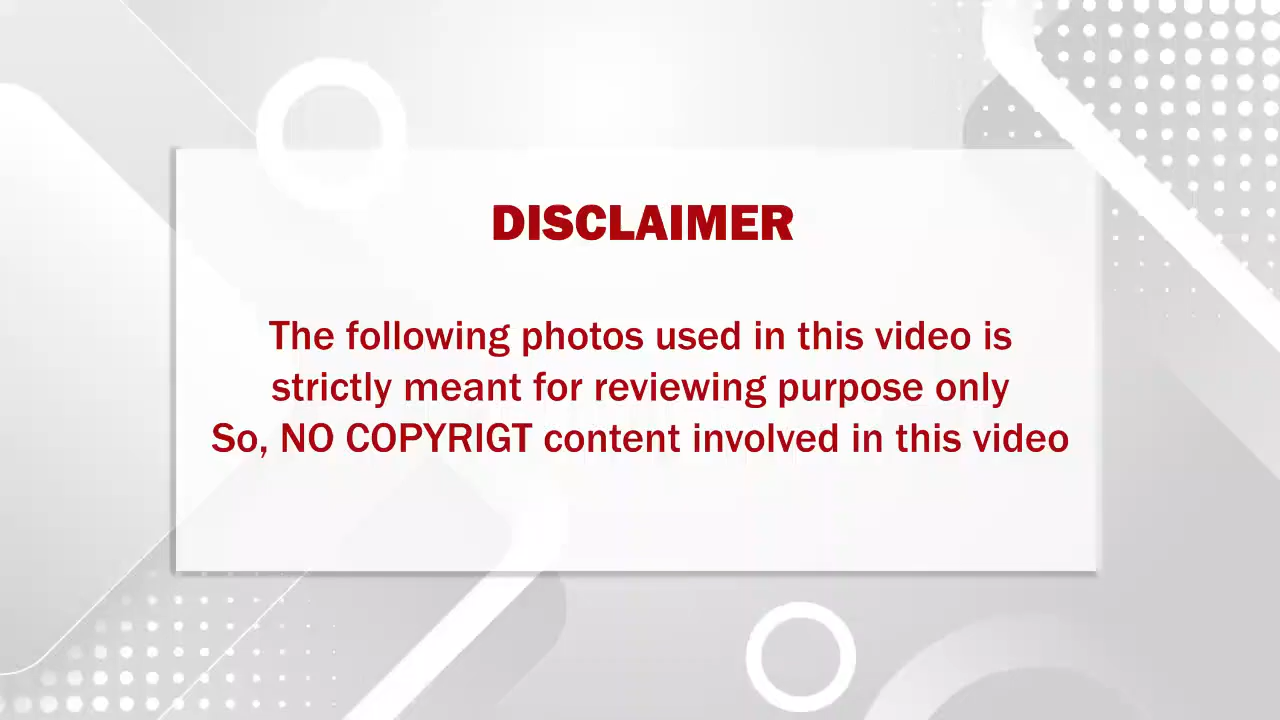 DISCLAIMER
The following photos used in this video is
strictly meant for reviewing purpose only
So, NO COPYRIGT content involved in this video